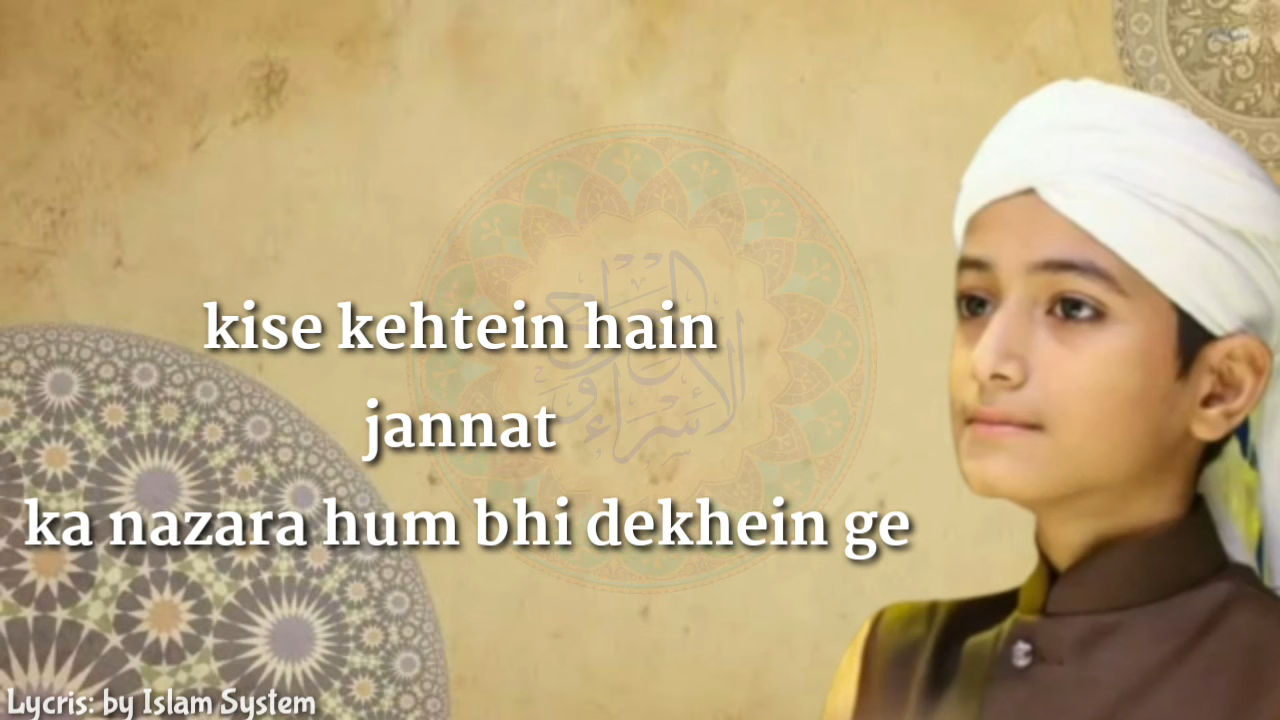 kise kehtein hain
jannat
ka nazara hum bhi dekhein ge
Lycris: by Islam System